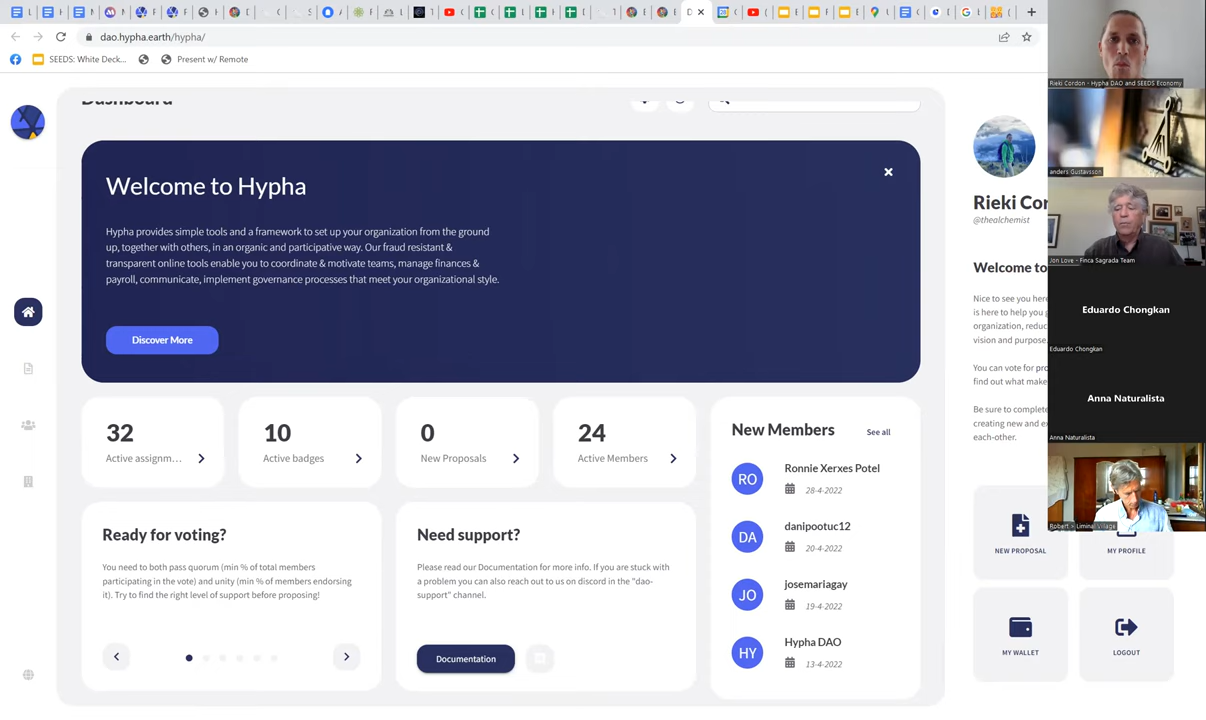 dao.hypha.earth/hypha/
SEEDS: White Deck...
Present w/ Remote
Dashboard
Welcome to Hypha
Hypha provides simple tools and a framework to set up your organization from the ground
up, together with others, in an organic and participative way. Our fraud resistant &
transparent online tools enable you to coordinate & motivate teams, manage finances &
payroll, communicate, implement governance processes that meet your organizational style.
Discover More
32
Active assignm...
10
Active badges
0
New Proposals
24
Active Members
Ready for voting?
You need to both pass quorum (min % of total members
participating in the vote) and unity (min % of members endorsing
it). Try to find the right level of support before proposing!
Need support?
Please read our Documentation for more info. If you are stuck with
a problem you can also reach out to us on discord in the "dao-
support" channel.
Documentation
New Members
See all
RO
Ronnie Xerxes Potel
28-4-2022
DA
danipootuc12
20-4-2022
JO
josemariagay
19-4-2022
HY
Hypha DAO
13-4-2022
Rieki Cor
@thealchemist
Welcome to
Nice to see you here
is here to help you
organization, reduc
vision and purpose.
You can vote for pro
find out what make
Be sure to complete
creating new and ex
each-other.
NEW PROPOSAL
MY PROFILE
MY WALLET
LOGOUT
Rieki Cordon - Hypha DAO and SEEDS Economy
anders Gustavsson
Jon Love - Finca Sagrada Team
Eduardo Chongkan
Eduardo Chongkan
Anna Naturalista
Anna Naturalista
Robert > Liminal Village